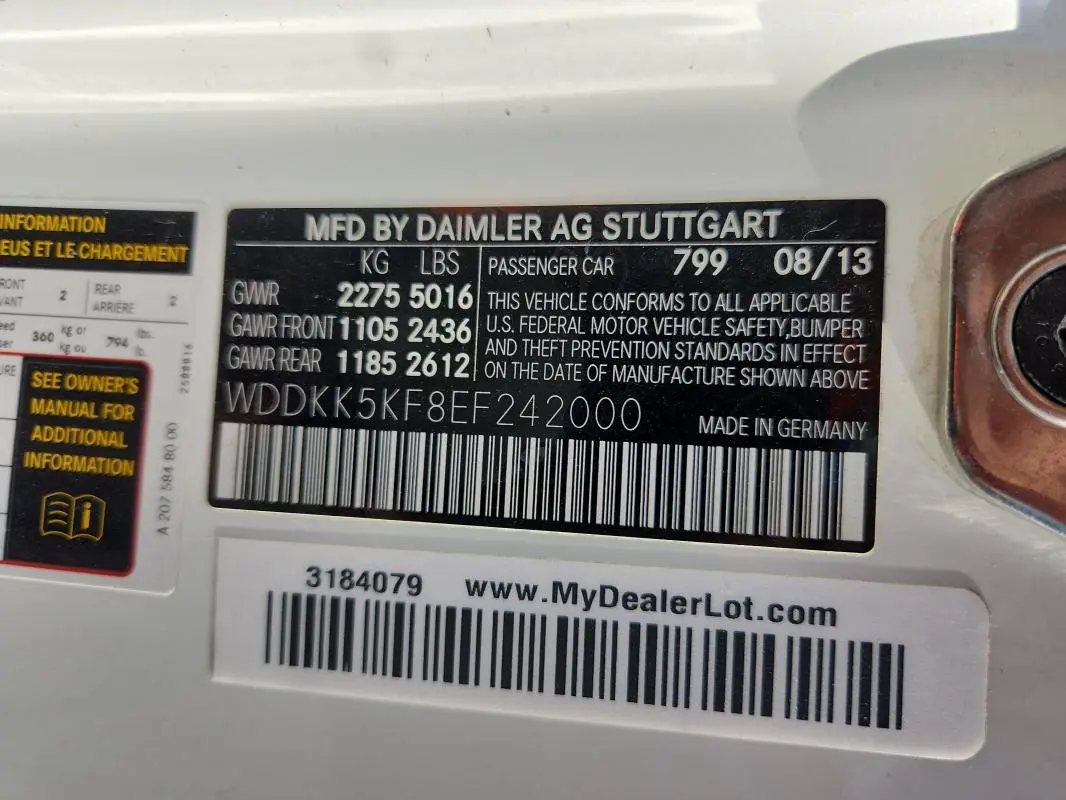 INFORMATION
EUS ET LE CHARGEMENT
2
REAR
ARRIÈRE
2
360 kg or
kg ou
794 lbs.
lb.
SEE OWNER'S
MANUAL FOR
ADDITIONAL
INFORMATION
2588816
A 207 584 80 00
MFD BY DAIMLER AG STUTTGART
KG LBS
GVWR 2275 5016
GAWR FRONT 1105 2436
GAWR REAR 1185 2612
PASSENGER CAR 799 08/13
THIS VEHICLE CONFORMS TO ALL APPLICABLE
U.S. FEDERAL MOTOR VEHICLE SAFETY,BUMPER
AND THEFT PREVENTION STANDARDS IN EFFECT
ON THE DATE OF MANUFACTURE SHOWN ABOVE
WDDKK5KF8EF242000
MADE IN GERMANY
3184079 www.MyDealerLot.com